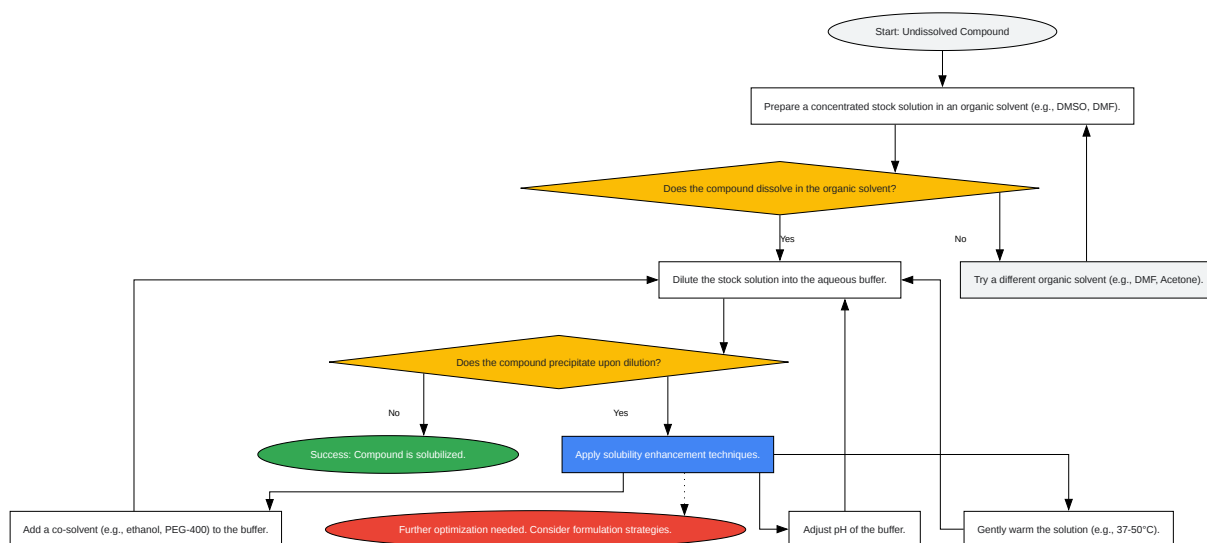 Start: Undissolved Compound
Prepare a concentrated stock solution in an organic solvent (e.g., DMSO, DMF).
Does the compound dissolve in the organic solvent?
Yes
No
Dilute the stock solution into the aqueous buffer.
Try a different organic solvent (e.g., DMF, Acetone).
Does the compound precipitate upon dilution?
No
Yes
Success: Compound is solubilized.
Apply solubility enhancement techniques.
Add a co-solvent (e.g., ethanol, PEG-400) to the buffer.
Further optimization needed. Consider formulation strategies.
Adjust pH of the buffer.
Gently warm the solution (e.g., 37-50°C).